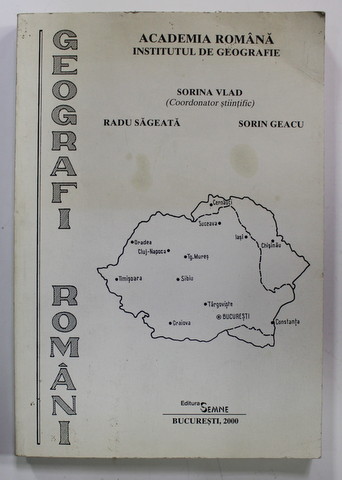 GEOGRAFI ROMÂNI
ACADEMIA ROMÂNĂ
INSTITUTUL DE GEOGRAFIE
SORINA VLAD
(Coordonator științific)
RADU SĂGEATĂ SORIN GEACU
Cernăuți
Suceava
Oradea
Iași
Chișinău
Cluj-Napoca
Tg. Mureș
Timișoara
Sibiu
Târgoviște
București
Craiova
Constanța
Editura
SEMNE
BUCUREȘTI, 2000